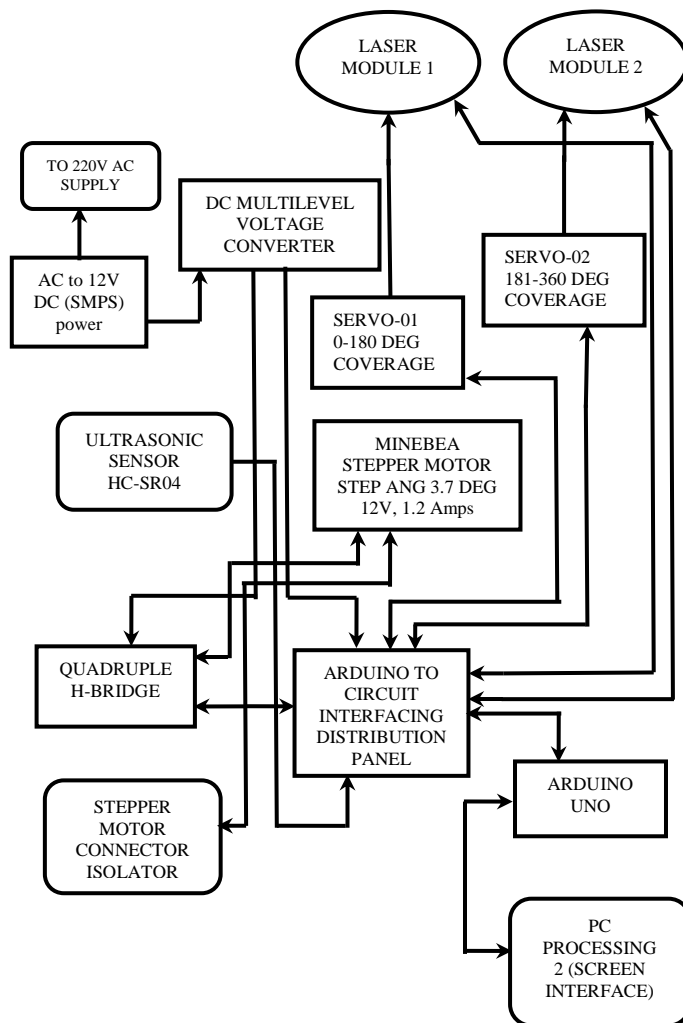 LASER
MODULE 1
LASER
MODULE 2
TO 220V AC
SUPPLY
DC MULTILEVEL
VOLTAGE
CONVERTER
AC to 12V
DC (SMPS)
power
SERVO-02
181-360 DEG
COVERAGE
SERVO-01
0-180 DEG
COVERAGE
ULTRASONIC
SENSOR
HC-SR04
MINEBEA
STEPPER MOTOR
STEP ANG 3.7 DEG
12V, 1.2 Amps
QUADRUPLE
H-BRIDGE
ARDUINO TO
CIRCUIT
INTERFACING
DISTRIBUTION
PANEL
STEPPER
MOTOR
CONNECTOR
ISOLATOR
ARDUINO
UNO
PC
PROCESSING
2 (SCREEN
INTERFACE)